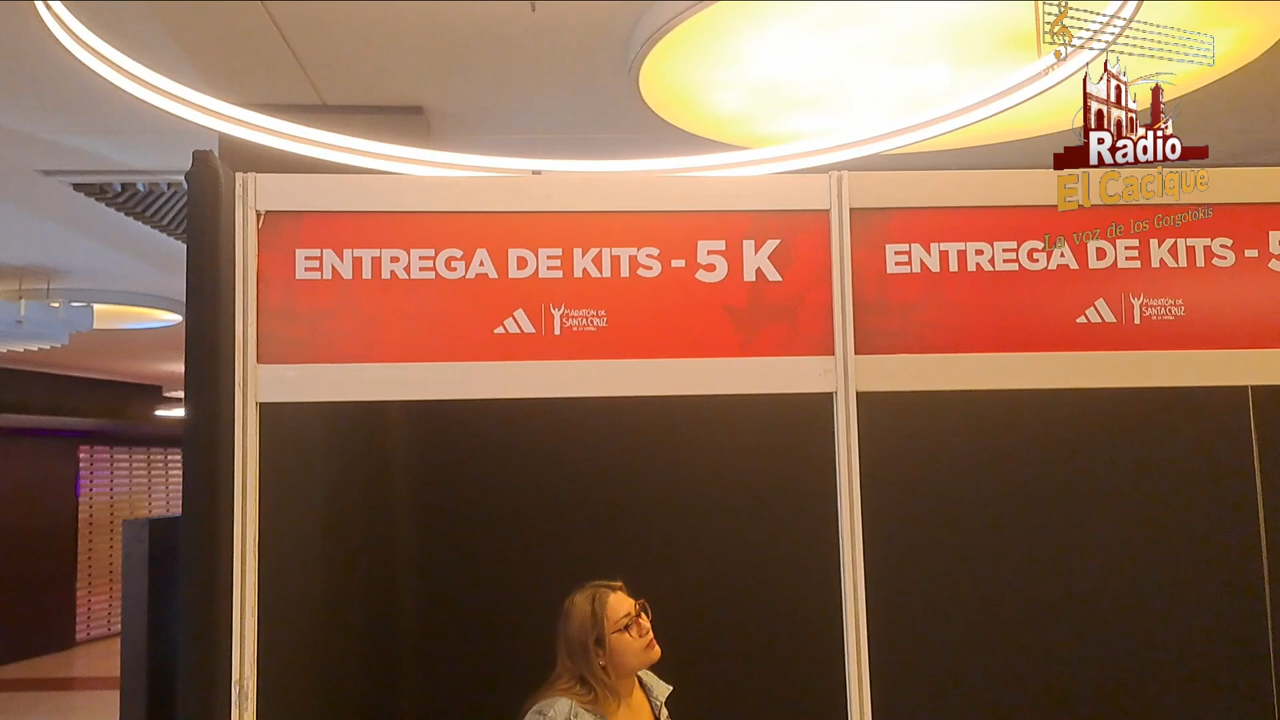 Radio
El Cacique
La voz de los Gorgotokis
ENTREGA DE KITS - 5 K
MARATÓN DE
SANTA CRUZ
ENTREGA DE KITS - 5
MARATÓN DE
SANTA CRUZ